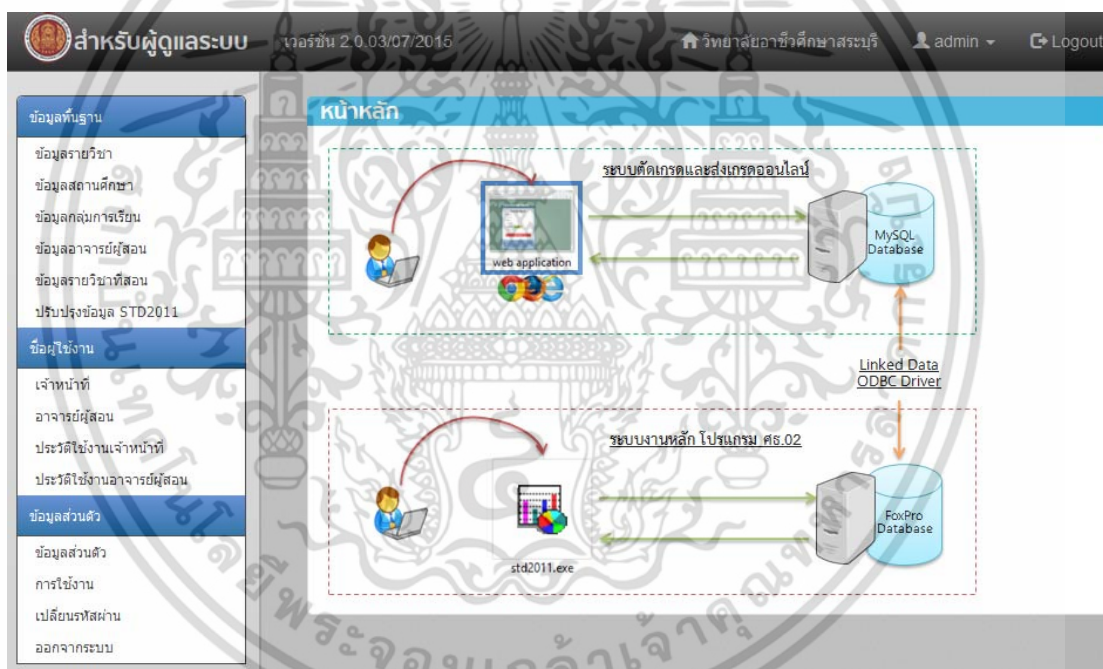 สำหรับผู้ดูแลระบบ
เวอร์ชัน 2.0.03/07/2015
วิทยาลัยอาชีวศึกษาสระบุรี
admin
Logout
ข้อมูลพื้นฐาน
ข้อมูลรายวิชา
ข้อมูลสถานศึกษา
ข้อมูลกลุ่มการเรียน
ข้อมูลอาจารย์ผู้สอน
ข้อมูลรายวิชาที่สอน
ปรับปรุงข้อมูล STD2011
ชื่อผู้ใช้งาน
เจ้าหน้าที่
อาจารย์ผู้สอน
ประวัติใช้งานเจ้าหน้าที่
ประวัติใช้งานอาจารย์ผู้สอน
ข้อมูลส่วนตัว
ข้อมูลส่วนตัว
การใช้งาน
เปลี่ยนรหัสผ่าน
ออกจากระบบ
หน้าหลัก
ระบบตัดเกรดและส่งเกรดออนไลน์
web application
MySQL
Database
Linked Data
ODBC Driver
ระบบงานหลัก โปรแกรม ศธ.02
std2011.exe
FoxPro
Database